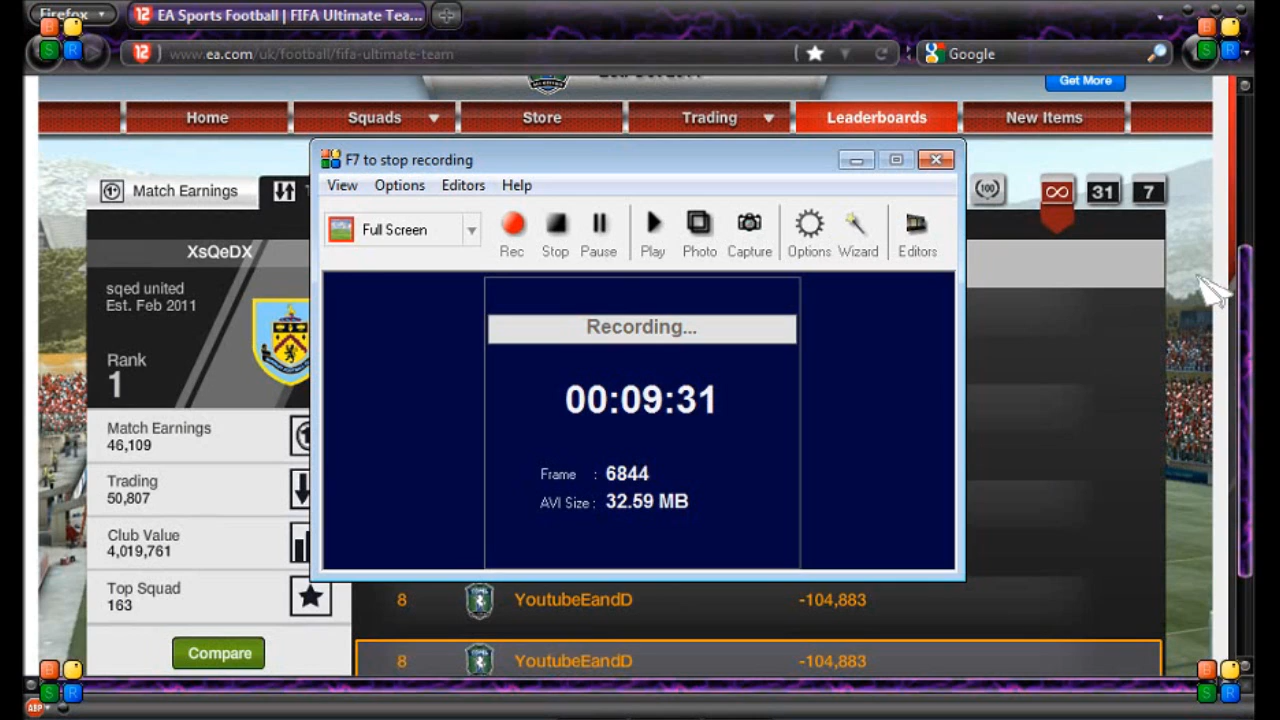 Firefox
12 EA Sports Football | FIFA Ultimate Tea...
12 www.ea.com/uk/football/fifa-ultimate-team
Google
Get More
Home
Squads
Store
Trading
Leaderboards
New Items
F7 to stop recording
View Options Editors Help
Full Screen
Rec Stop Pause Play Photo Capture Options Wizard Editors
Recording...
00:09:31
Frame : 6844
AVI Size : 32.59 MB
Match Earnings
100
∞
31
7
XsQeDX
sqed united
Est. Feb 2011
Rank
1
Match Earnings
46,109
Trading
50,807
Club Value
4,019,761
Top Squad
163
Compare
8 YoutubeEandD -104,883
8 YoutubeEandD -104,883
B
S R
B
S R
B
S R
B
S R
ABP